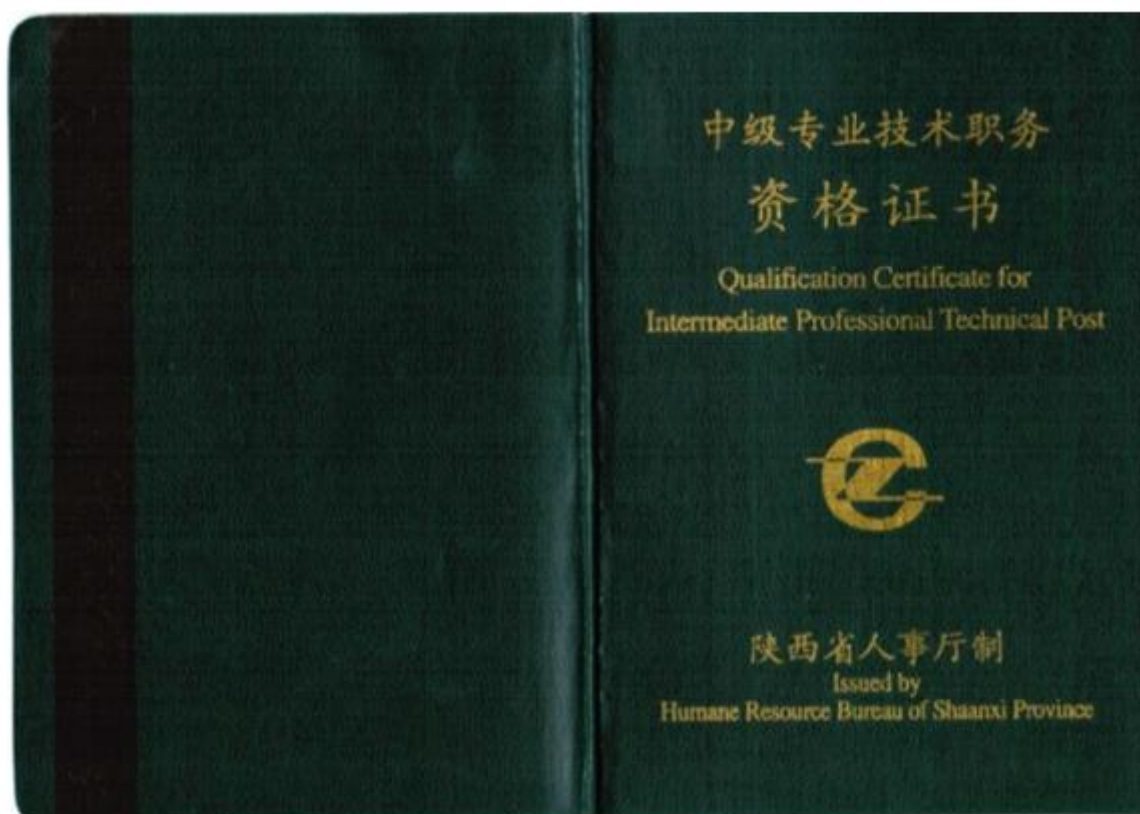 中级专业技术职务
资格证书
Qualification Certificate for
Intermediate Professional Technical Post
陕西省人事厅制
Issued by
Humane Resource Bureau of Shaanxi Province